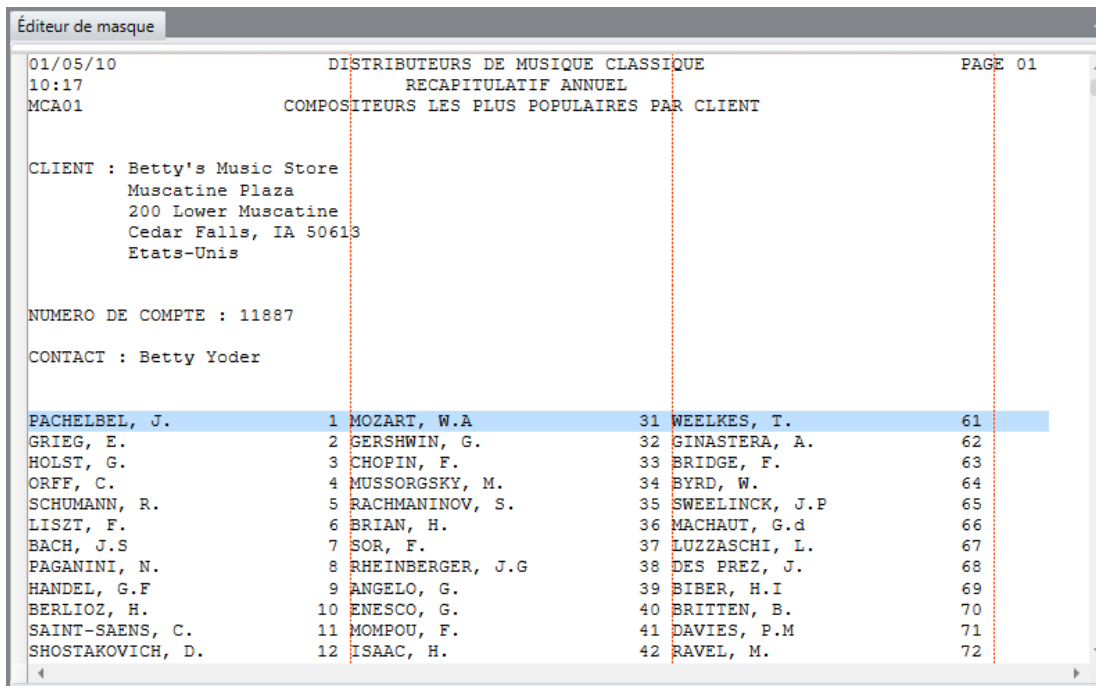 Éditeur de masque
01/05/10 DISTRIBUTEURS DE MUSIQUE CLASSIQUE PAGE 01
10:17 RECAPITULATIF ANNUEL
MCA01 COMPOSITEURS LES PLUS POPULAIRES PAR CLIENT
CLIENT : Betty's Music Store
Muscatine Plaza
200 Lower Muscatine
Cedar Falls, IA 50613
Etats-Unis
NUMERO DE COMPTE : 11887
CONTACT : Betty Yoder
PACHELBEL, J. 1 MOZART, W.A 31 WEELKES, T. 61
GRIEG, E. 2 GERSHWIN, G. 32 GINASTERA, A. 62
HOLST, G. 3 CHOPIN, F. 33 BRIDGE, F. 63
ORFF, C. 4 MUSSORGSKY, M. 34 BYRD, W. 64
SCHUMANN, R. 5 RACHMANINOV, S. 35 SWEELINCK, J.P 65
LISZT, F. 6 BRIAN, H. 36 MACHAUT, G.d 66
BACH, J.S 7 SOR, F. 37 LUZZASCHI, L. 67
PAGANINI, N. 8 RHEINBERGER, J.G 38 DES PREZ, J. 68
HANDEL, G.F 9 ANGELO, G. 39 BIBER, H.I 69
BERLIOZ, H. 10 ENESCO, G. 40 BRITTEN, B. 70
SAINT-SAENS, C. 11 MOMPOU, F. 41 DAVIES, P.M 71
SHOSTAKOVICH, D. 12 ISAAC, H. 42 RAVEL, M. 72